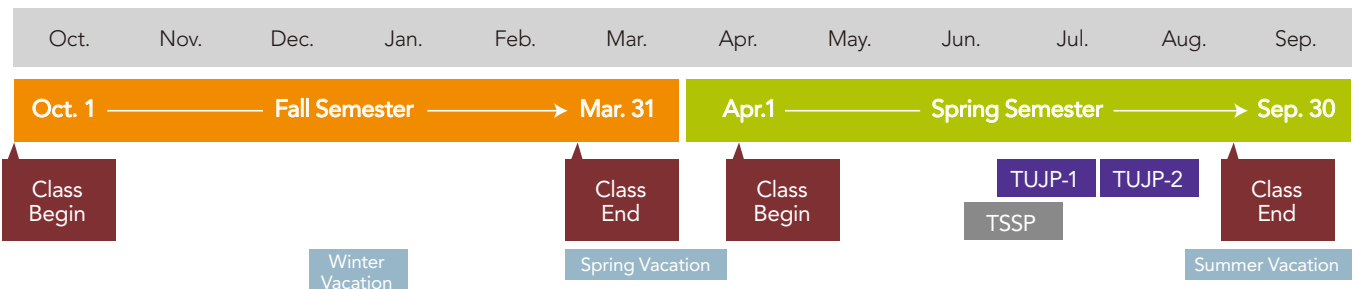 Oct. Nov. Dec. Jan. Feb. Mar. Apr. May. Jun. Jul. Aug. Sep.
Oct. 1 Fall Semester Mar. 31 Apr.1 Spring Semester Sep. 30
Class
Begin
Class
End
Class
Begin
TUJP-1 TUJP-2
TSSP
Class
End
Winter
Vacation
Spring Vacation
Summer Vacation